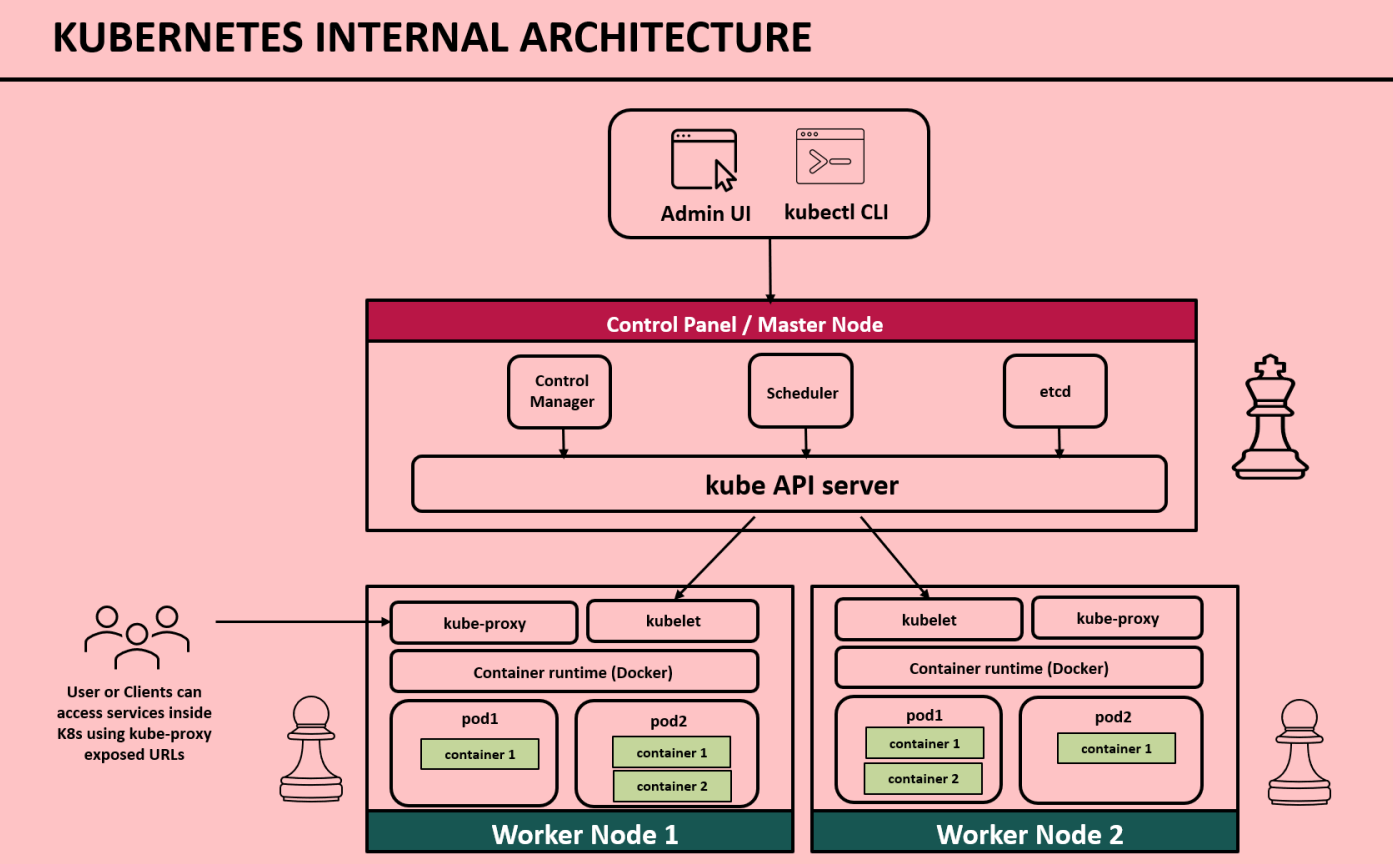 KUBERNETES INTERNAL ARCHITECTURE
Admin UI
kubectl CLI
Control Panel / Master Node
Control
Manager
Scheduler
etcd
kube API server
User or Clients can
access services inside
K8s using kube-proxy
exposed URLs
kube-proxy
kubelet
Container runtime (Docker)
pod1
container 1
pod2
container 1
container 2
Worker Node 1
kubelet
kube-proxy
Container runtime (Docker)
pod1
container 1
container 2
pod2
container 1
Worker Node 2